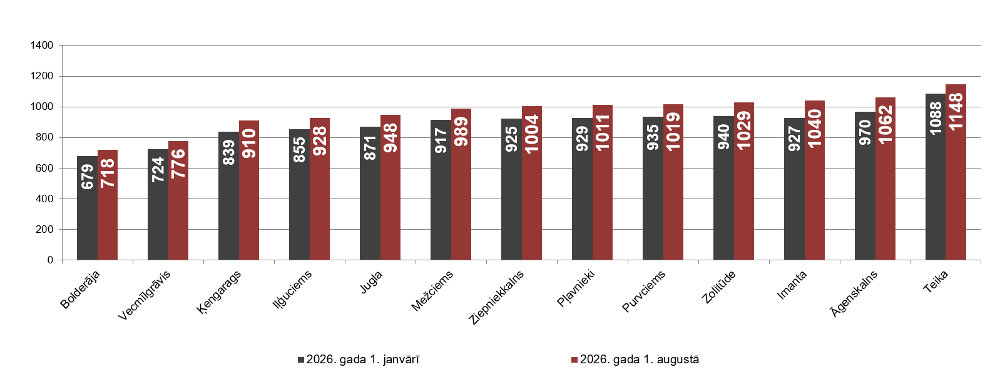 1400
1200
1000
800
600
400
200
0
679 718 724 776 839 910 855 928 871 948 917 989 925 1004 929 1011 935 1019 940 1029 927 1040 970 1062 1088 1148
Bolderāja Vecmīlgrāvis Ķengarags Iļģuciems Jugla Mežciems Ziepniekkalns Pļavnieki Purvciems Zolitūde Imanta Āgenskalns Teika
2026. gada 1. janvārī 2026. gada 1. augustā